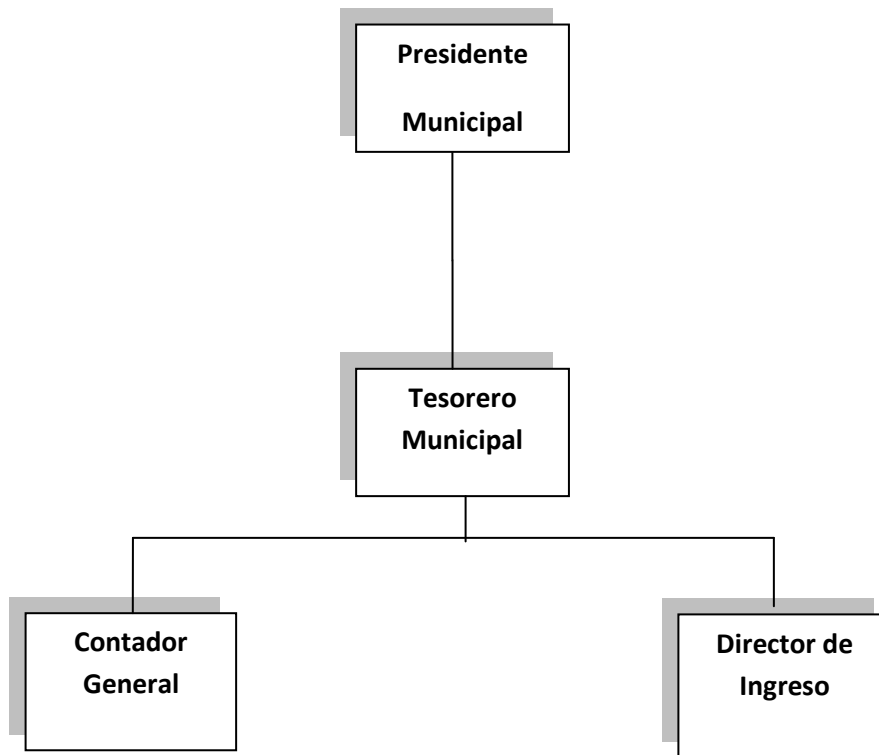 Presidente
Municipal
Tesorero
Municipal
Contador
General
Director de
Ingreso